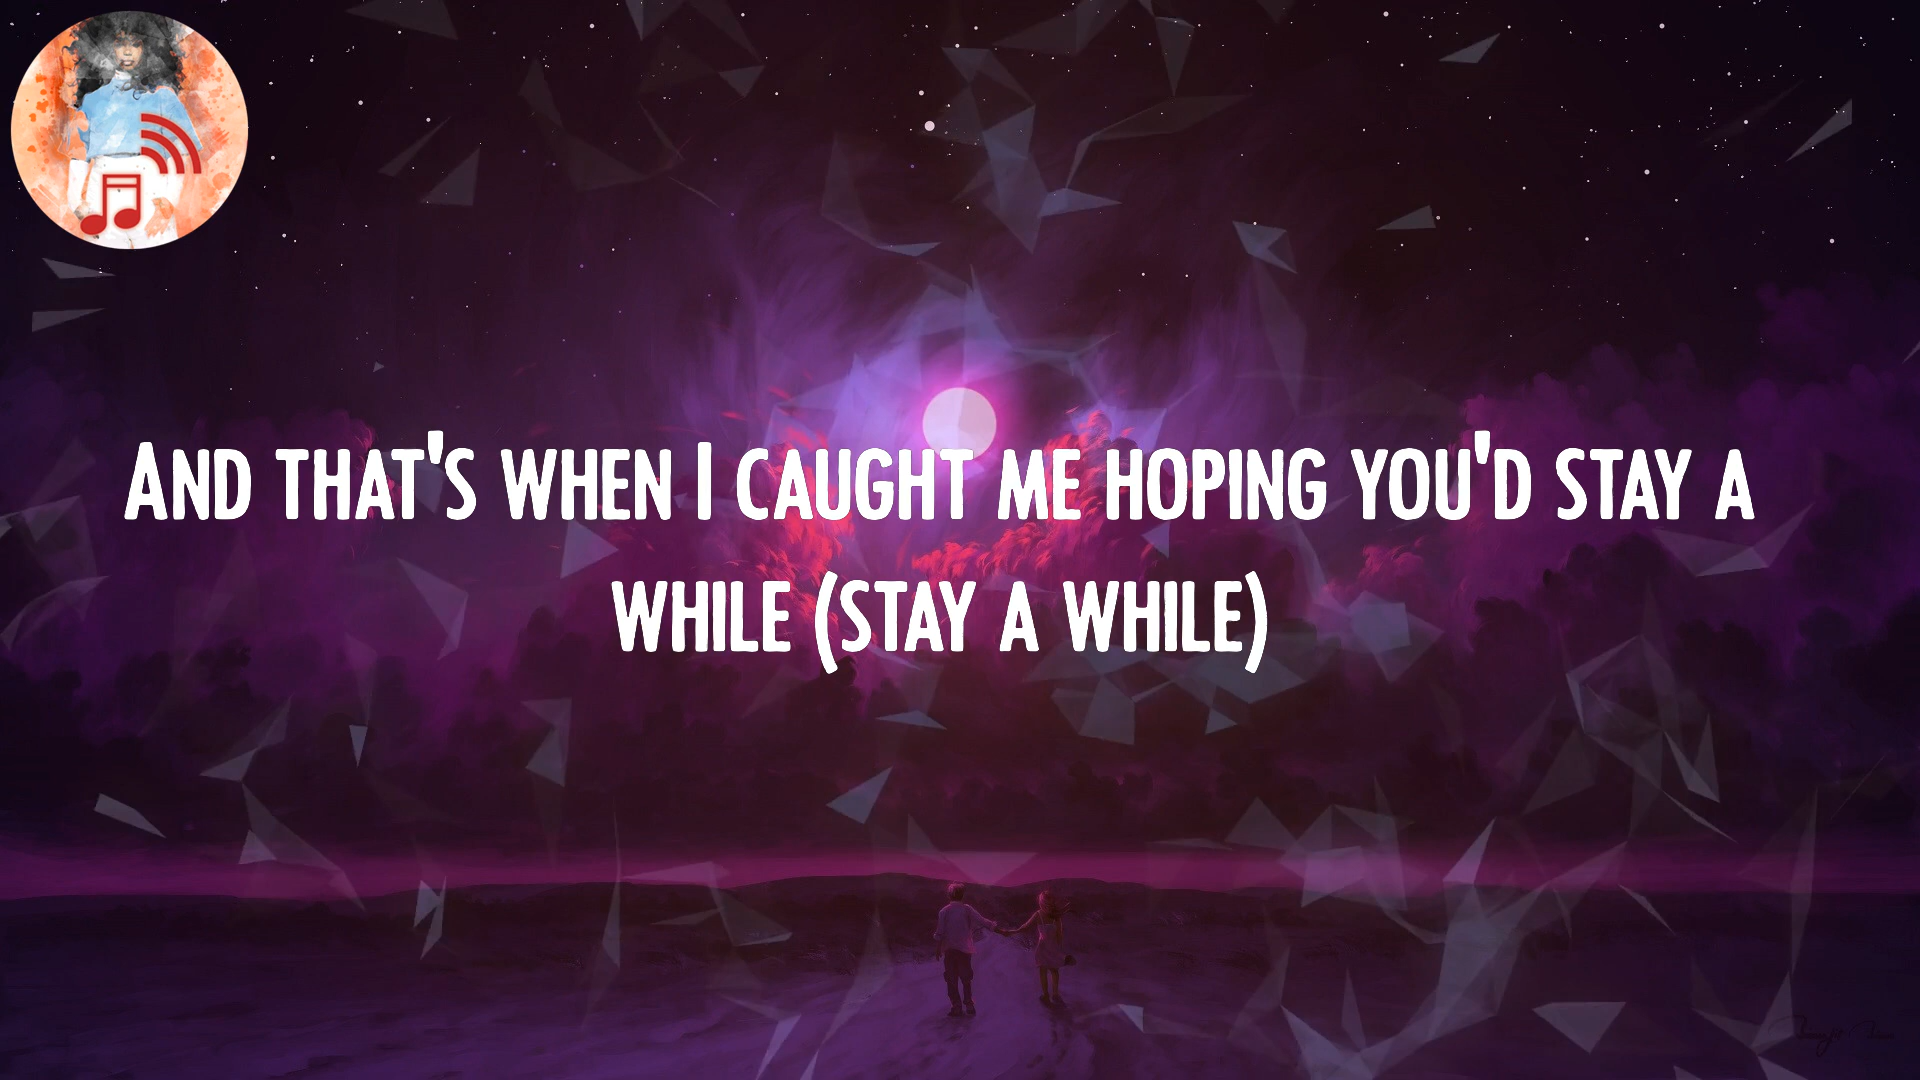 And that's when I caught me hoping you'd stay a
while (stay a while)